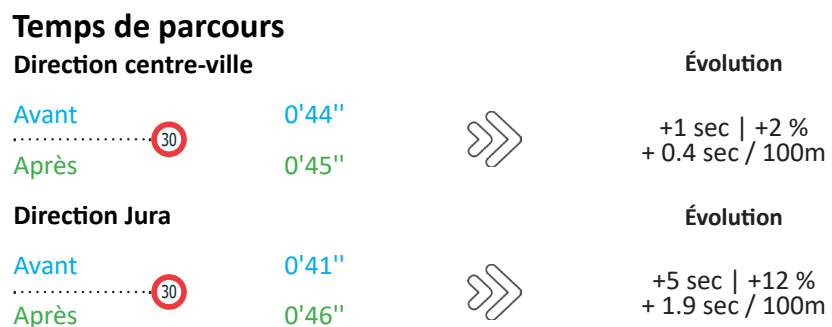 Temps de parcours
Direction centre-ville Évolution
Avant 0'44''
30 +1 sec | +2 %
+ 0.4 sec / 100m
Après 0'45''
Direction Jura Évolution
Avant 0'41''
30 +5 sec | +12 %
+ 1.9 sec / 100m
Après 0'46''